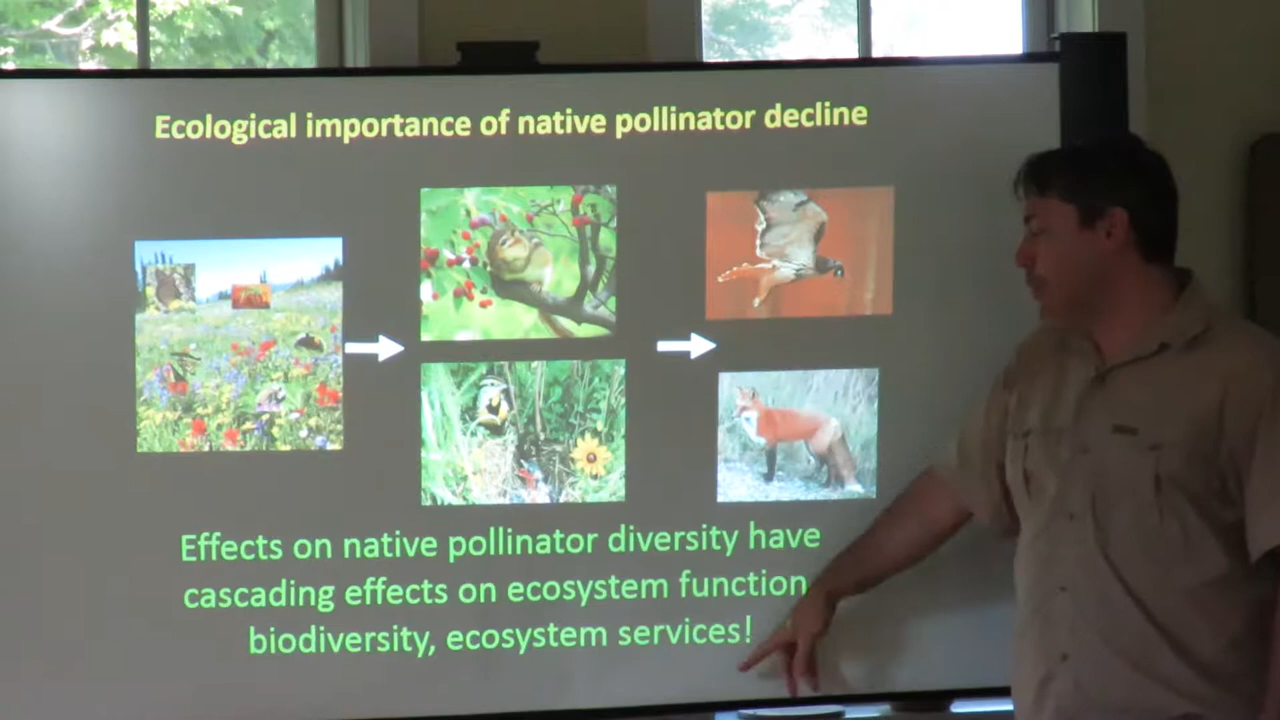 Ecological importance of native pollinator decline
Effects on native pollinator diversity have
cascading effects on ecosystem function
biodiversity, ecosystem services!